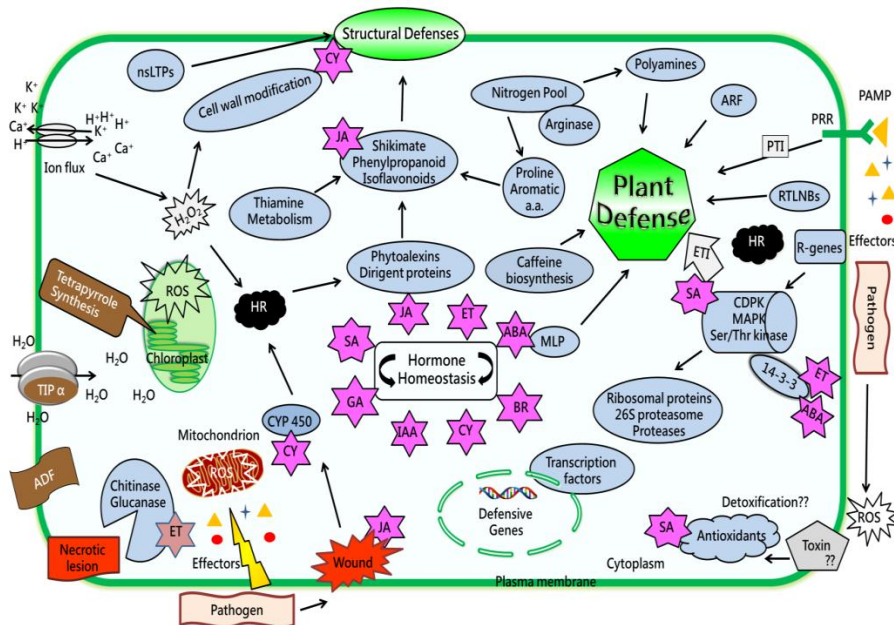 Structural Defenses
CY
nsLTPs
Cell wall modification
Polyamines
Nitrogen Pool
Arginase
ARF
PAMP
PRR
PTI
K⁺
K⁺ K⁺
Ca⁺
H⁻
H⁺H⁺ H⁺
K⁺
Ca⁺
Ca⁺
Ion flux
H₂O₂
JA
Shikimate
Phenylpropanoid
Isoflavonoids
Proline
Aromatic
a.a.
Plant
Defense
RTLNBs
Thiamine
Metabolism
HR
ETI
R-genes
Effectors
Tetrapyrrole
Synthesis
ROS
Chloroplast
Phytoalexins
Dirigent proteins
Caffeine
biosynthesis
SA
CDPK
MAPK
Ser/Thr kinase
Pathogen
HR
JA
ET
ABA
MLP
SA
Hormone
Homeostasis
GA
IAA
CY
BR
H₂O
H₂O
H₂O
H₂O
H₂O
H₂O
TIP α
14-3-3
ET
ABA
Ribosomal proteins
26S proteasome
Proteases
CYP 450
CY
Mitochondrion
ROS
ADF
Chitinase
Glucanase
ET
Transcription
factors
Defensive
Genes
Detoxification??
ROS
SA
Antioxidants
Toxin
??
Necrotic
lesion
Effectors
JA
Wound
Cytoplasm
Plasma membrane
Pathogen